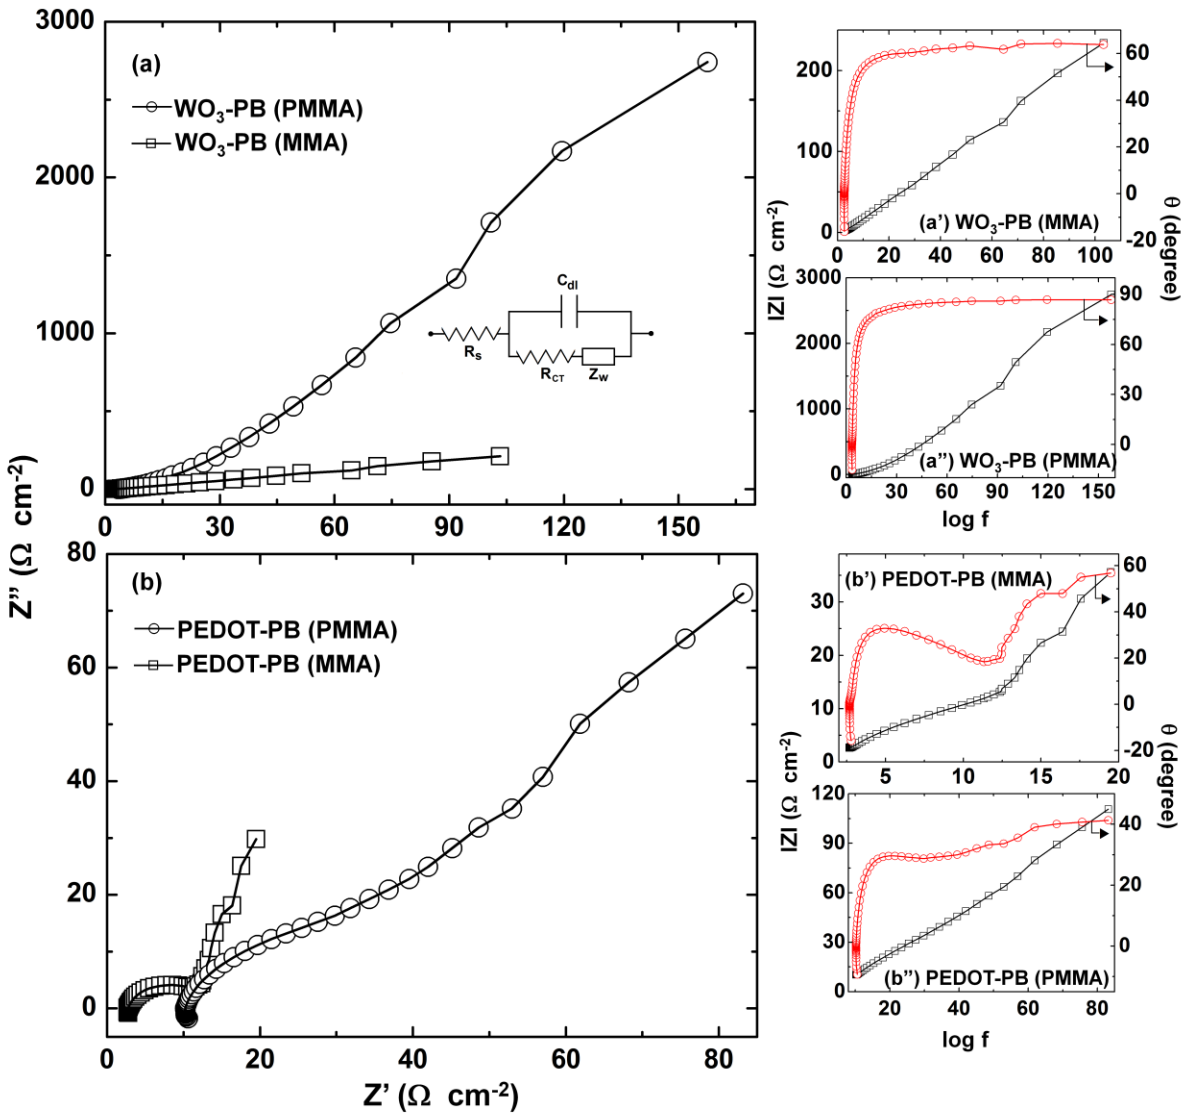 (a)
WO₃-PB (PMMA)
WO₃-PB (MMA)
3000
2000
1000
0
C_dl
R_s
R_CT
Z_W
0 30 60 90 120 150
(b)
PEDOT-PB (PMMA)
PEDOT-PB (MMA)
80
60
40
20
0
0 20 40 60 80
Z'' (Ω cm⁻²)
Z' (Ω cm⁻²)
200
100
0
60
40
20
0
-20
(a') WO₃-PB (MMA)
0 20 40 60 80 100
3000
2000
1000
0
90
60
30
0
(a'') WO₃-PB (PMMA)
0 30 60 90 120 150
log f
IZI (Ω cm⁻²)
θ (degree)
(b') PEDOT-PB (MMA)
30
20
10
0
60
40
20
0
-20
5 10 15 20
120
90
60
30
0
40
20
0
(b'') PEDOT-PB (PMMA)
20 40 60 80
log f
IZI (Ω cm⁻²)
θ (degree)